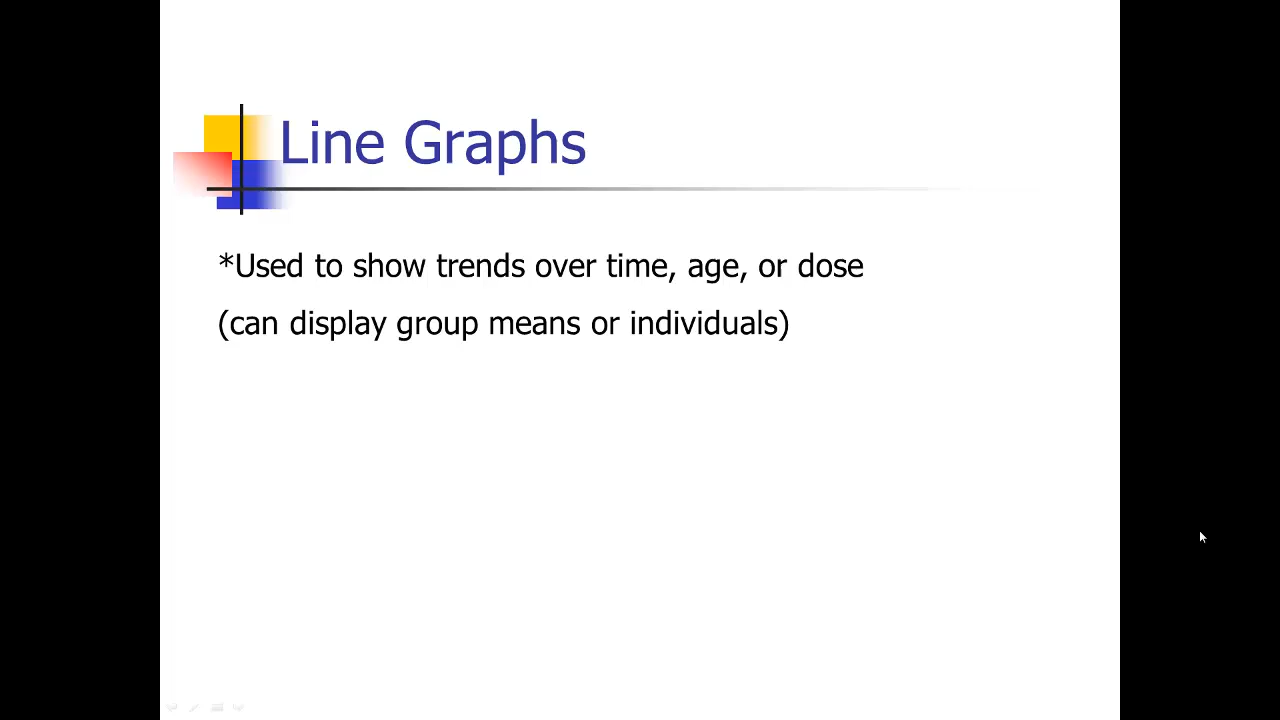 Line Graphs
*Used to show trends over time, age, or dose
(can display group means or individuals)